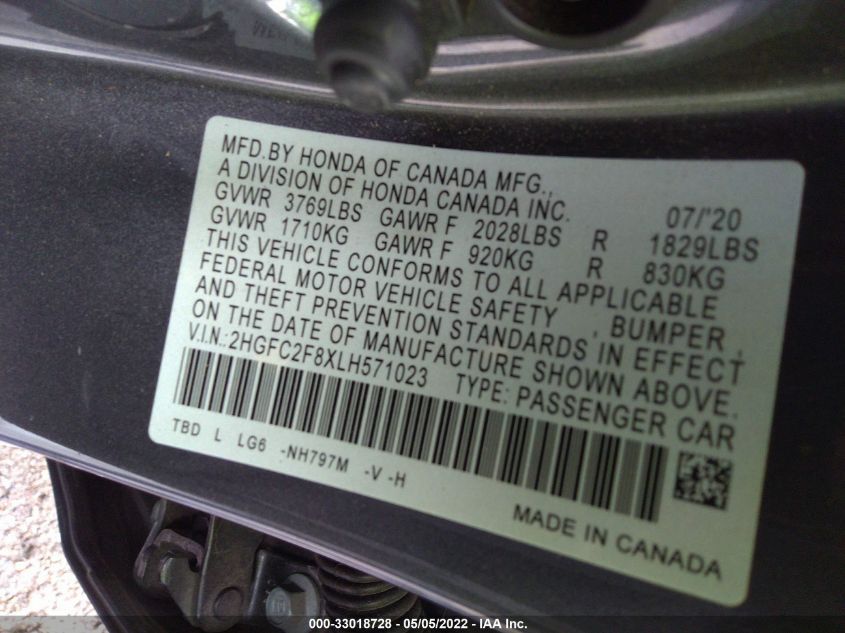 MFD.BY HONDA OF CANADA MFG.,
A DIVISION OF HONDA CANADA INC. 07/'20
GVWR 3769LBS GAWR F 2028LBS R 1829LBS
GVWR 1710KG GAWR F 920KG R 830KG
THIS VEHICLE CONFORMS TO ALL APPLICABLE
FEDERAL MOTOR VEHICLE SAFETY , BUMPER ,
AND THEFT PREVENTION STANDARDS IN EFFECT
ON THE DATE OF MANUFACTURE SHOWN ABOVE.
V.I.N.:2HGFC2F8XLH571023 TYPE: PASSENGER CAR
TBD L LG6 -NH797M -V -H
MADE IN CANADA
000-33018728 - 05/05/2022 - IAA Inc.